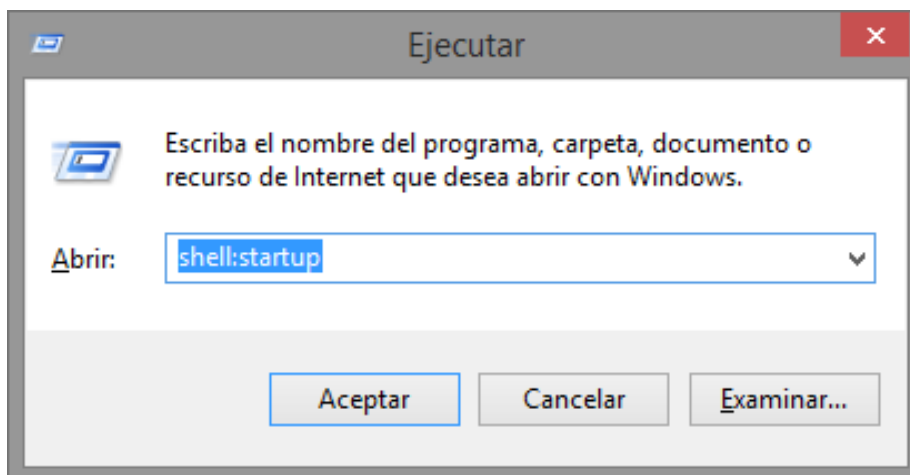 Ejecutar
Escriba el nombre del programa, carpeta, documento o
recurso de Internet que desea abrir con Windows.
Abrir: shell:startup
Aceptar Cancelar Examinar...